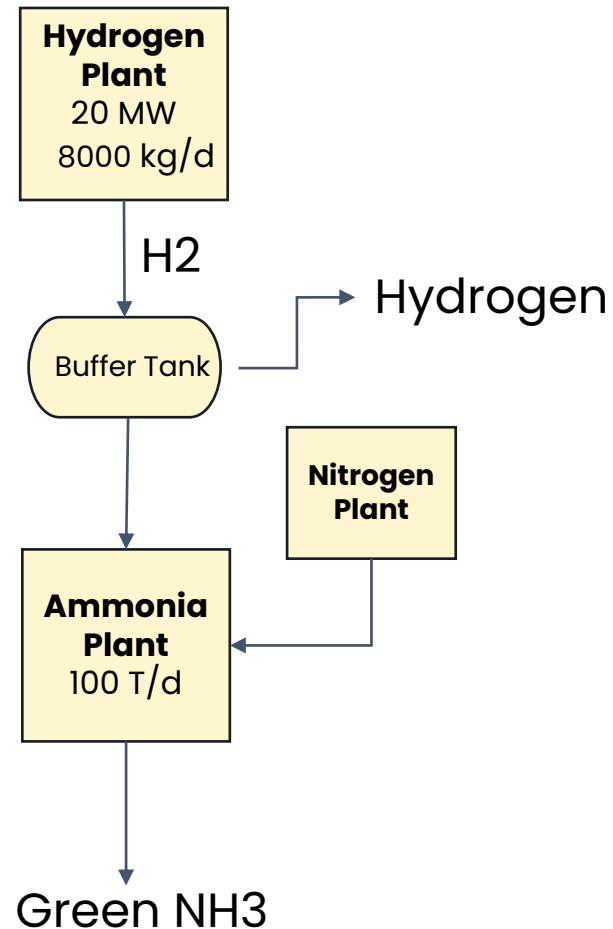 Hydrogen
Plant
20 MW
8000 kg/d
H2
Hydrogen
Buffer Tank
Nitrogen
Plant
Ammonia
Plant
100 T/d
Green NH3